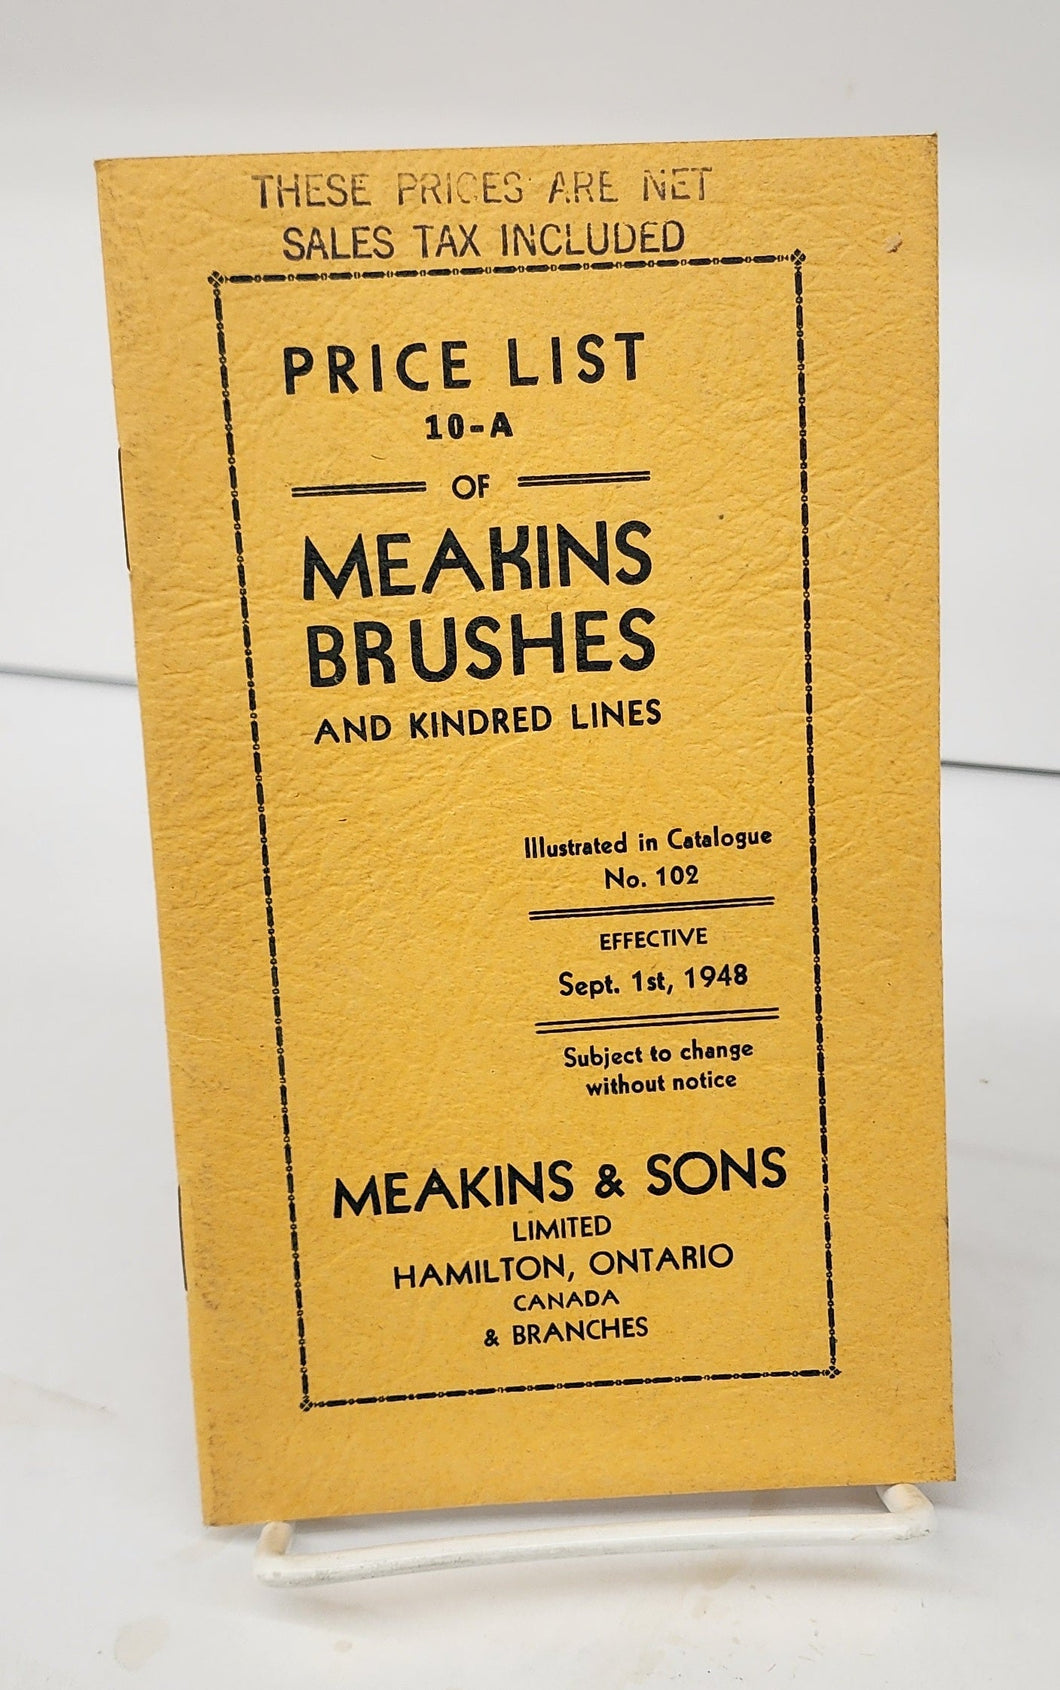 THESE PRICES ARE NET
SALES TAX INCLUDED
PRICE LIST
10-A
OF
MEAKINS
BRUSHES
AND KINDRED LINES
Illustrated in Catalogue
No. 102
EFFECTIVE
Sept. 1st, 1948
Subject to change
without notice
MEAKINS & SONS
LIMITED
HAMILTON, ONTARIO
CANADA
& BRANCHES